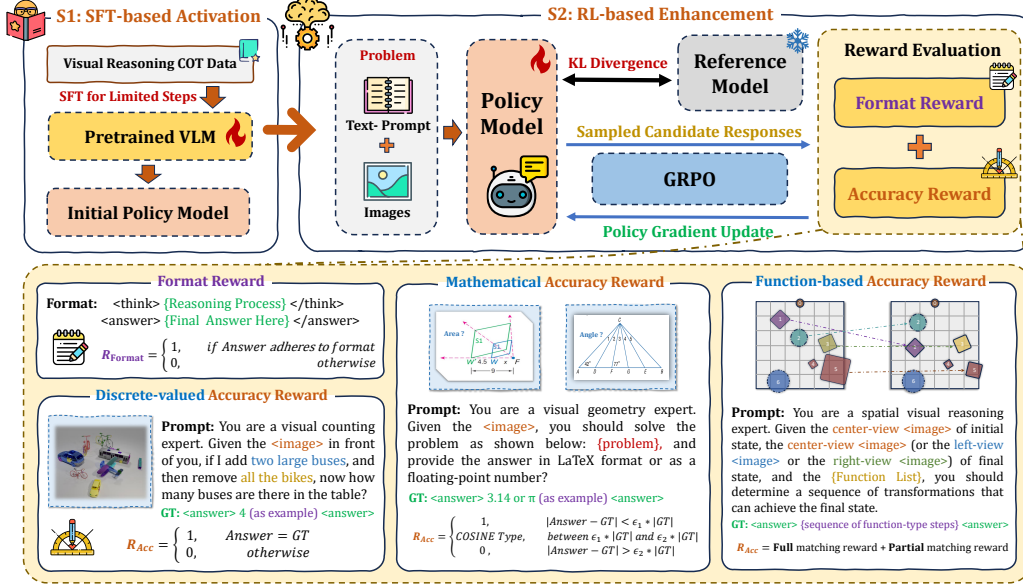 S1: SFT-based Activation
Visual Reasoning COT Data
SFT for Limited Steps
Pretrained VLM
Initial Policy Model
S2: RL-based Enhancement
Problem
Text- Prompt
Images
Policy
Model
KL Divergence
Reference
Model
Sampled Candidate Responses
GRPO
Policy Gradient Update
Reward Evaluation
Format Reward
Accuracy Reward
Format Reward
Format: <think> {Reasoning Process} </think>
<answer> {Final Answer Here} </answer>
R_Format = { 1, if Answer adheres to format
0, otherwise
Discrete-valued Accuracy Reward
Prompt: You are a visual counting
expert. Given the <image> in front
of you, if I add two large buses, and
then remove all the bikes, now how
many buses are there in the table?
GT: <answer> 4 (as example) <answer>
R_Acc = { 1, Answer = GT
0, otherwise
Mathematical Accuracy Reward
Area ?
S1
W 4.5 W F
9
Angle ?
C
1 2 3 4 5
A D F G E B
Prompt: You are a visual geometry expert.
Given the <image>, you should solve the
problem as shown below: {problem}, and
provide the answer in LaTeX format or as a
floating-point number?
GT: <answer> 3.14 or π (as example) <answer>
R_Acc = { 1, |Answer − GT| < ϵ₁ ∗ |GT|
COSINE Type, between ϵ₁ ∗ |GT| and ϵ₂ ∗ |GT|
0 , |Answer − GT| > ϵ₂ ∗ |GT|
Function-based Accuracy Reward
Prompt: You are a spatial visual reasoning
expert. Given the center-view <image> of initial
state, the center-view <image> (or the left-view
<image> or the right-view <image>) of final
state, and the {Function List}, you should
determine a sequence of transformations that
can achieve the final state.
GT: <answer> {sequence of function-type steps} <answer>
R_Acc = Full matching reward + Partial matching reward